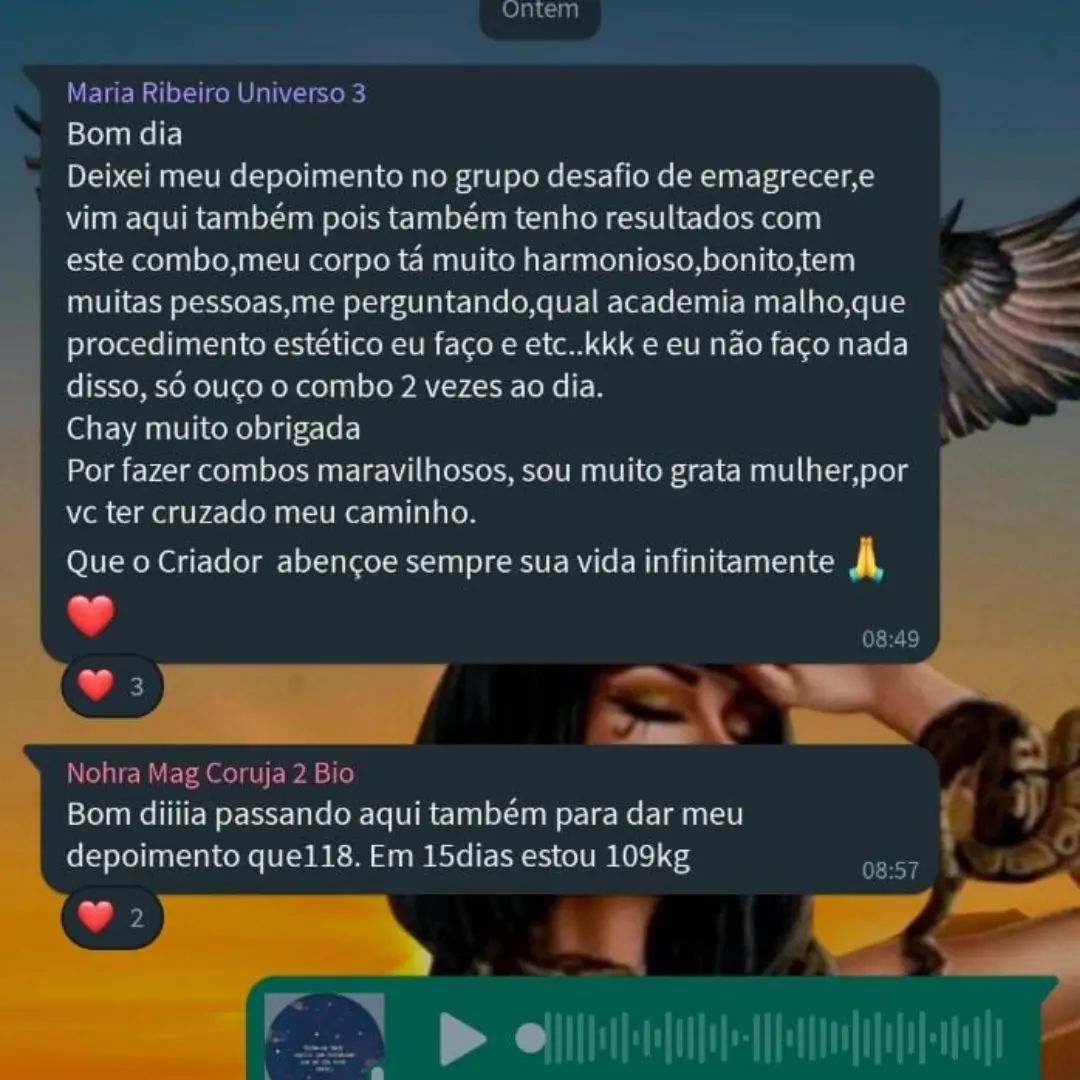 Ontem
Maria Ribeiro Universo 3
Bom dia
Deixei meu depoimento no grupo desafio de emagrecer,e
vim aqui também pois também tenho resultados com
este combo,meu corpo tá muito harmonioso,bonito,tem
muitas pessoas,me perguntando,qual academia malho,que
procedimento estético eu faço e etc..kkk e eu não faço nada
disso, só ouço o combo 2 vezes ao dia.
Chay muito obrigada
Por fazer combos maravilhosos, sou muito grata mulher,por
vc ter cruzado meu caminho.
Que o Criador  abençoe sempre sua vida infinitamente 🙏
❤️
08:49
❤️ 3
Nohra Mag Coruja 2 Bio
Bom diiiia passando aqui também para dar meu
depoimento que118. Em 15dias estou 109kg
08:57
❤️ 2